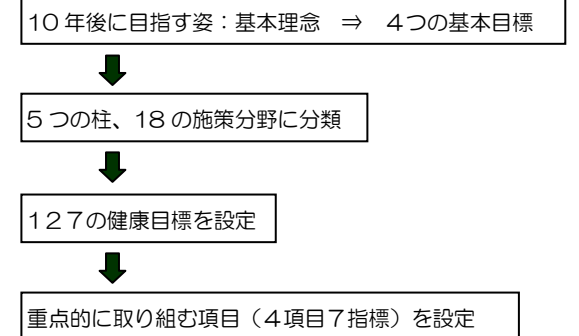 10年後に目指す姿：基本理念　⇒　４つの基本目標
5つの柱、18の施策分野に分類
１２７の健康目標を設定
重点的に取り組む項目（４項目７指標）を設定